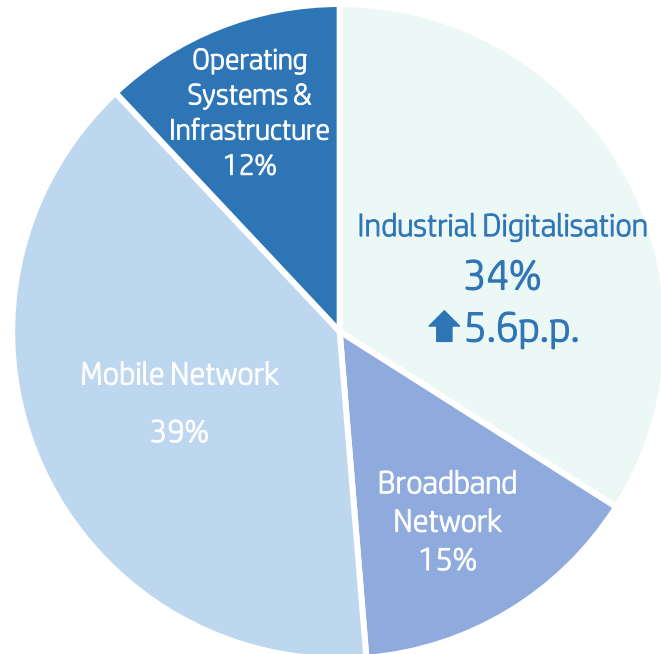 Operating
Systems &
Infrastructure
12%
Industrial Digitalisation
34%
5.6p.p.
Mobile Network
39%
Broadband
Network
15%